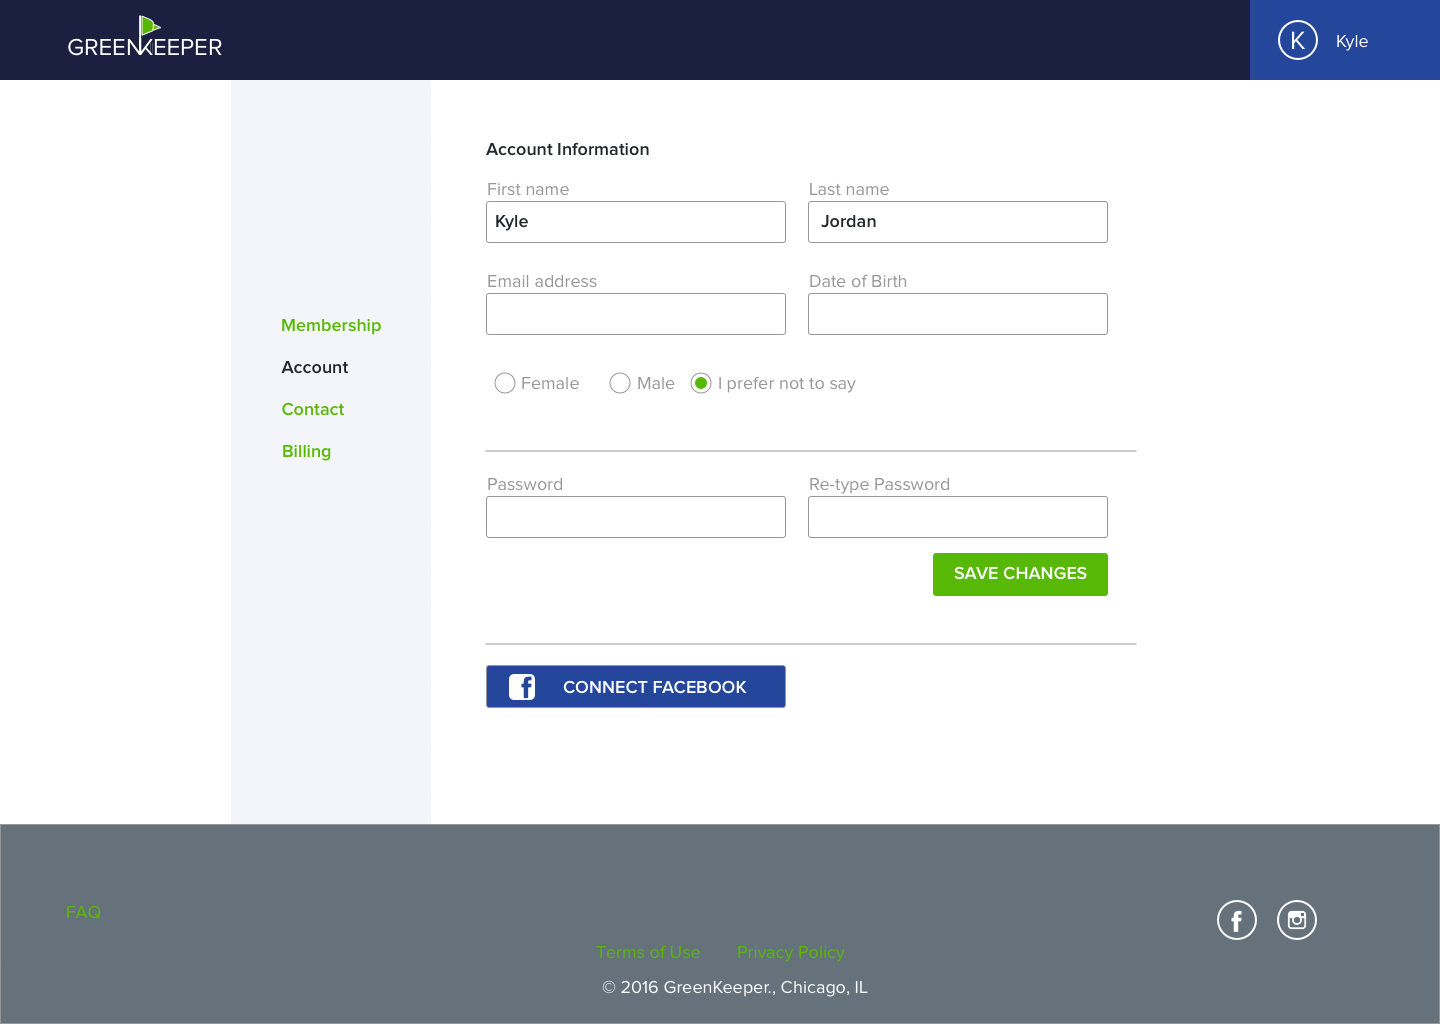 GREENKEEPER
K Kyle
Membership
Account
Contact
Billing
Account Information
First name Last name
Kyle Jordan
Email address Date of Birth
Female Male I prefer not to say
Password Re-type Password
SAVE CHANGES
CONNECT FACEBOOK
FAQ
Terms of Use Privacy Policy
© 2016 GreenKeeper., Chicago, IL